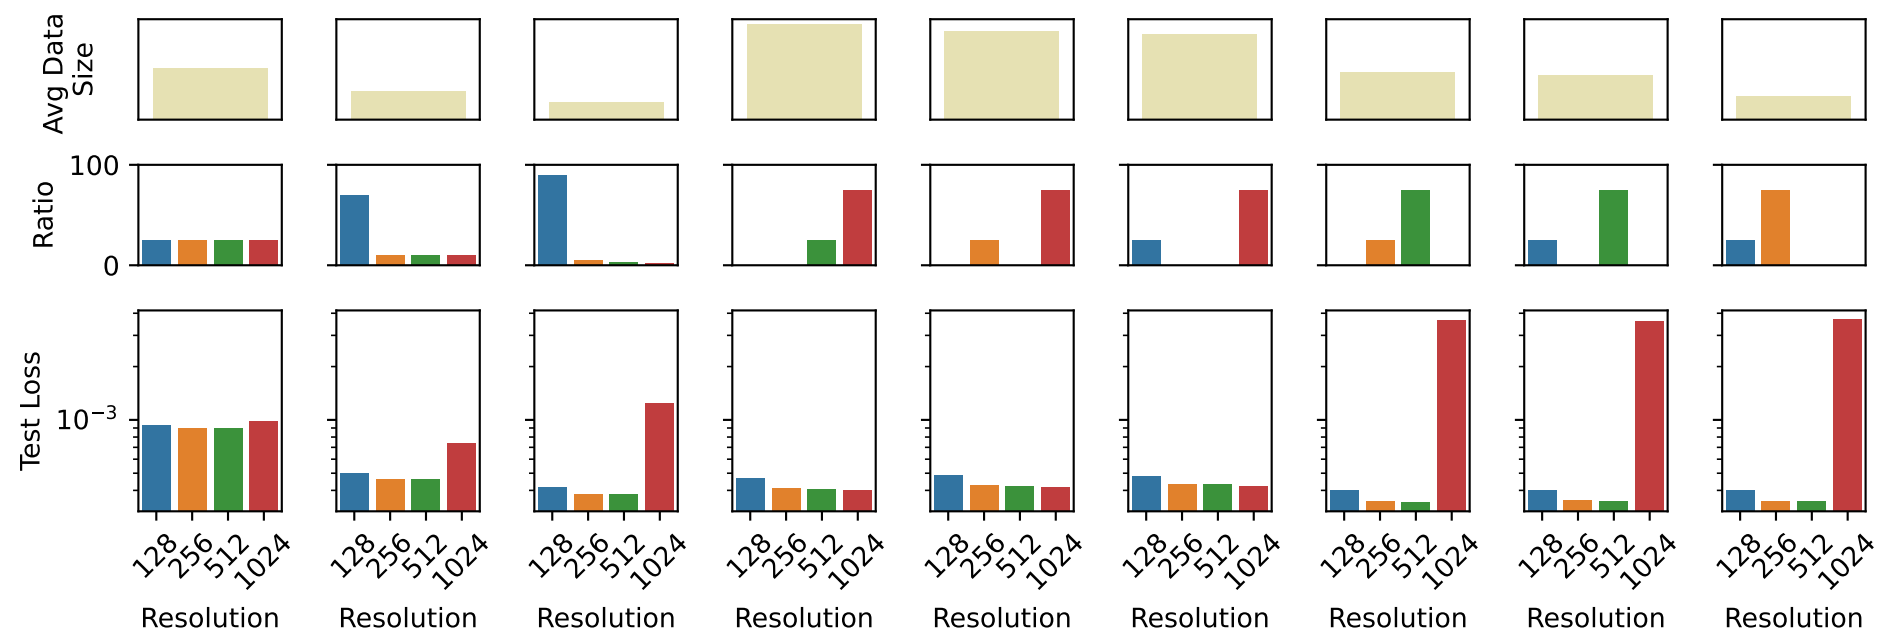 Avg Data
Size
Ratio
100
0
Test Loss
10⁻³
128 256 512 1024 128 256 512 1024 128 256 512 1024 128 256 512 1024 128 256 512 1024 128 256 512 1024 128 256 512 1024 128 256 512 1024 128 256 512 1024
Resolution Resolution Resolution Resolution Resolution Resolution Resolution Resolution Resolution